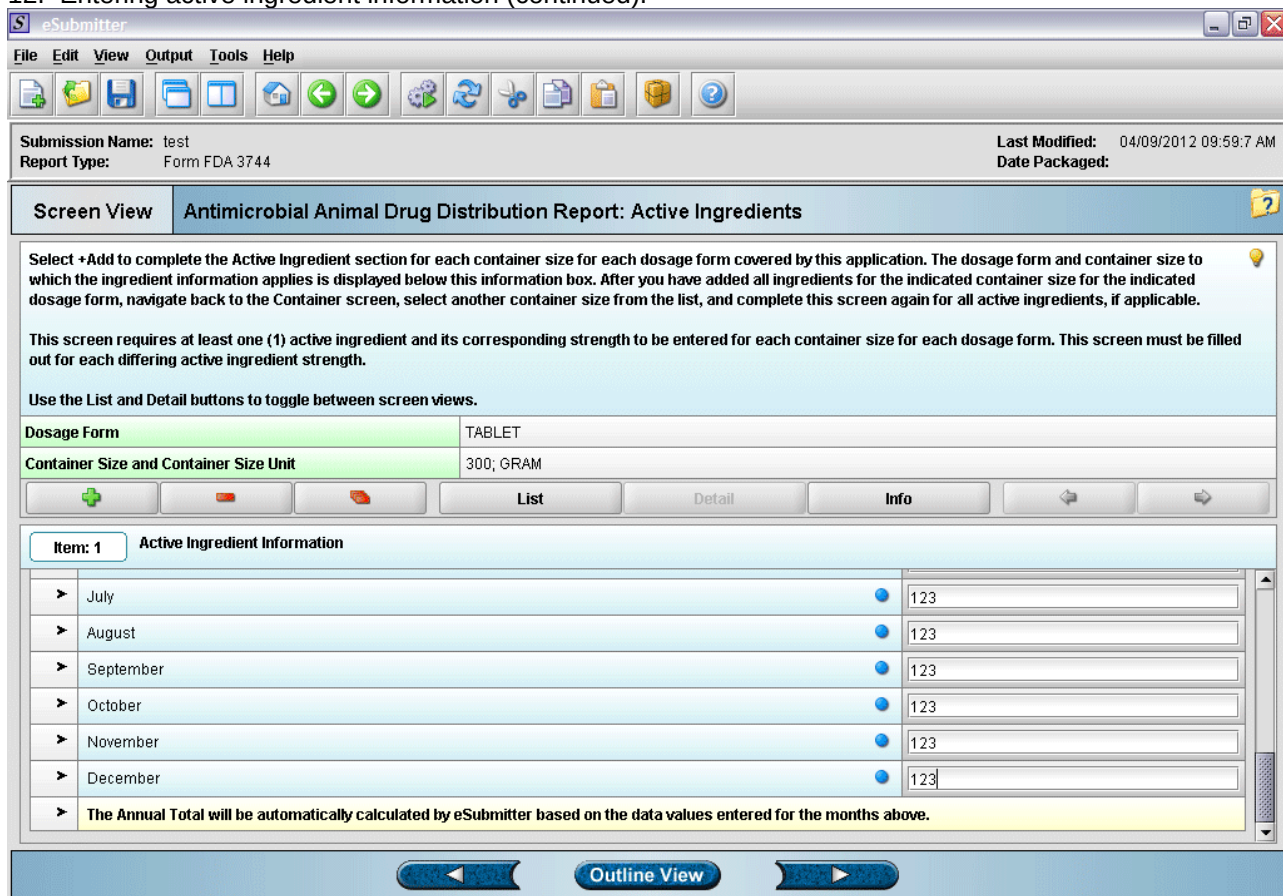 12. Entering active ingredient information (continued).
S eSubmitter
File Edit View Output Tools Help
Submission Name: test
Last Modified: 04/09/2012 09:59:7 AM
Report Type: Form FDA 3744
Date Packaged:
Screen View
Antimicrobial Animal Drug Distribution Report: Active Ingredients
Select +Add to complete the Active Ingredient section for each container size for each dosage form covered by this application. The dosage form and container size to
which the ingredient information applies is displayed below this information box. After you have added all ingredients for the indicated container size for the indicated
dosage form, navigate back to the Container screen, select another container size from the list, and complete this screen again for all active ingredients, if applicable.
This screen requires at least one (1) active ingredient and its corresponding strength to be entered for each container size for each dosage form. This screen must be filled
out for each differing active ingredient strength.
Use the List and Detail buttons to toggle between screen views.
Dosage Form TABLET
Container Size and Container Size Unit 300; GRAM
List Detail Info
Item: 1 Active Ingredient Information
July 123
August 123
September 123
October 123
November 123
December 123
The Annual Total will be automatically calculated by eSubmitter based on the data values entered for the months above.
Outline View